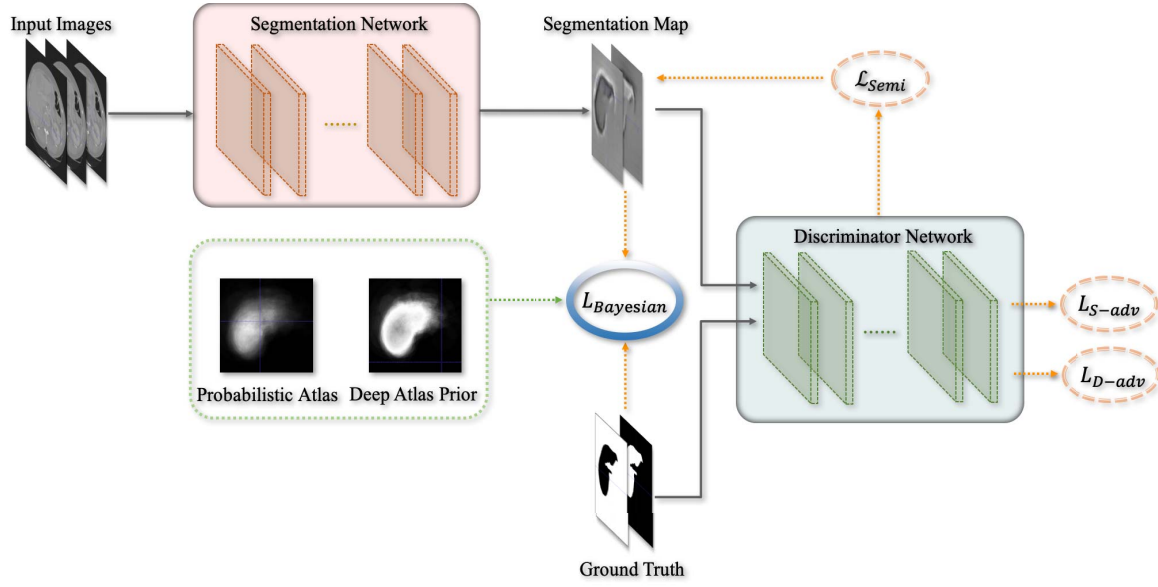 Input Images
Segmentation Network
Segmentation Map
ℒ_Semi
Discriminator Network
L_Bayesian
L_S−adv
L_D−adv
Probabilistic Atlas
Deep Atlas Prior
Ground Truth